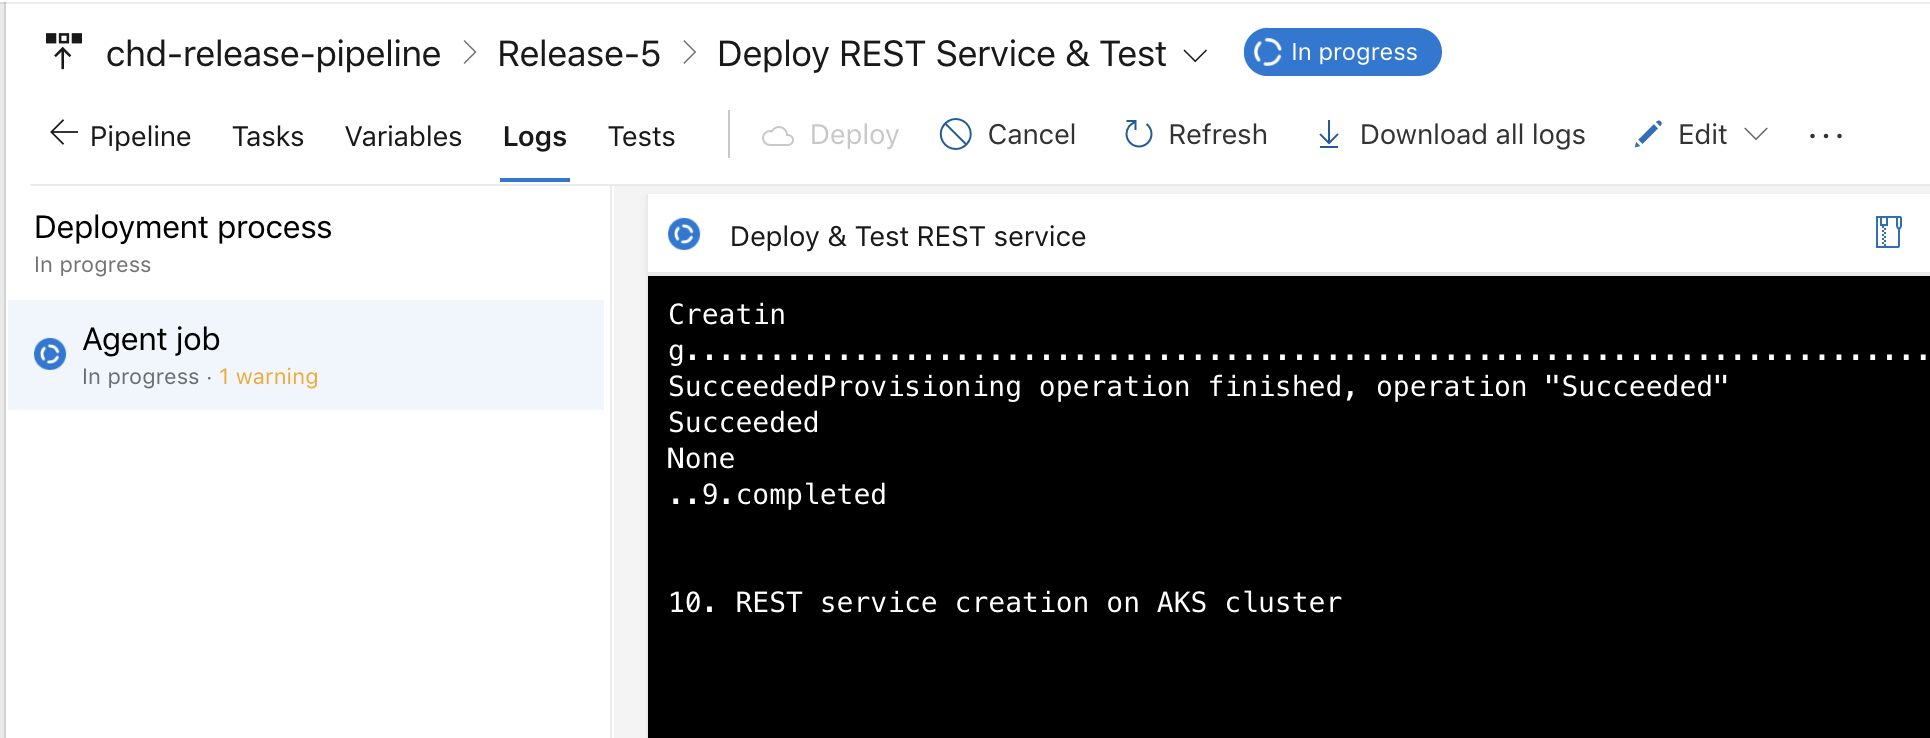 chd-release-pipeline > Release-5 > Deploy REST Service & Test In progress
Pipeline Tasks Variables Logs Tests Deploy Cancel Refresh Download all logs Edit ...
Deployment process
In progress
Agent job
In progress · 1 warning
Deploy & Test REST service
Creatin
g..........................................................................
SucceededProvisioning operation finished, operation "Succeeded"
Succeeded
None
..9.completed
10. REST service creation on AKS cluster